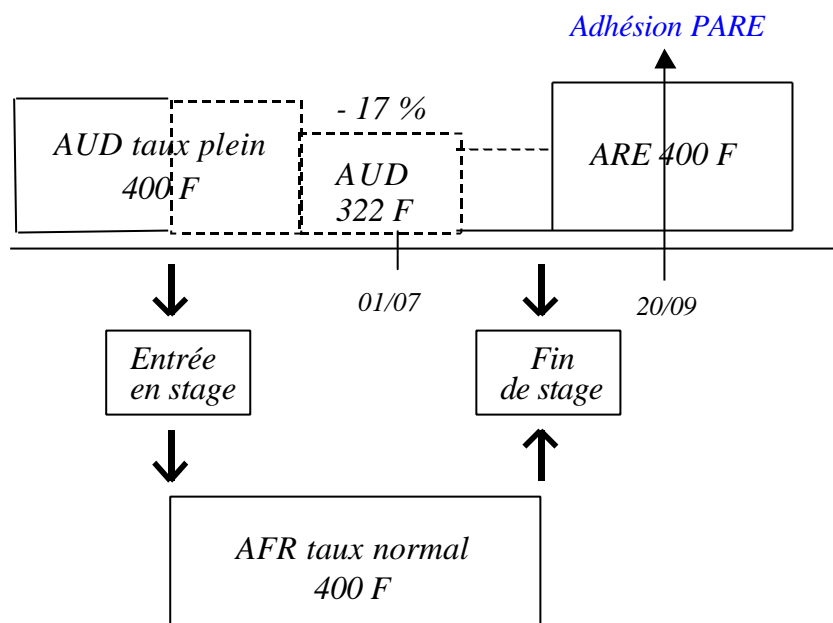 Adhésion PARE
- 17 %
AUD taux plein
400 F
AUD
322 F
ARE 400 F
01/07
20/09
Entrée
en stage
Fin
de stage
AFR taux normal
400 F